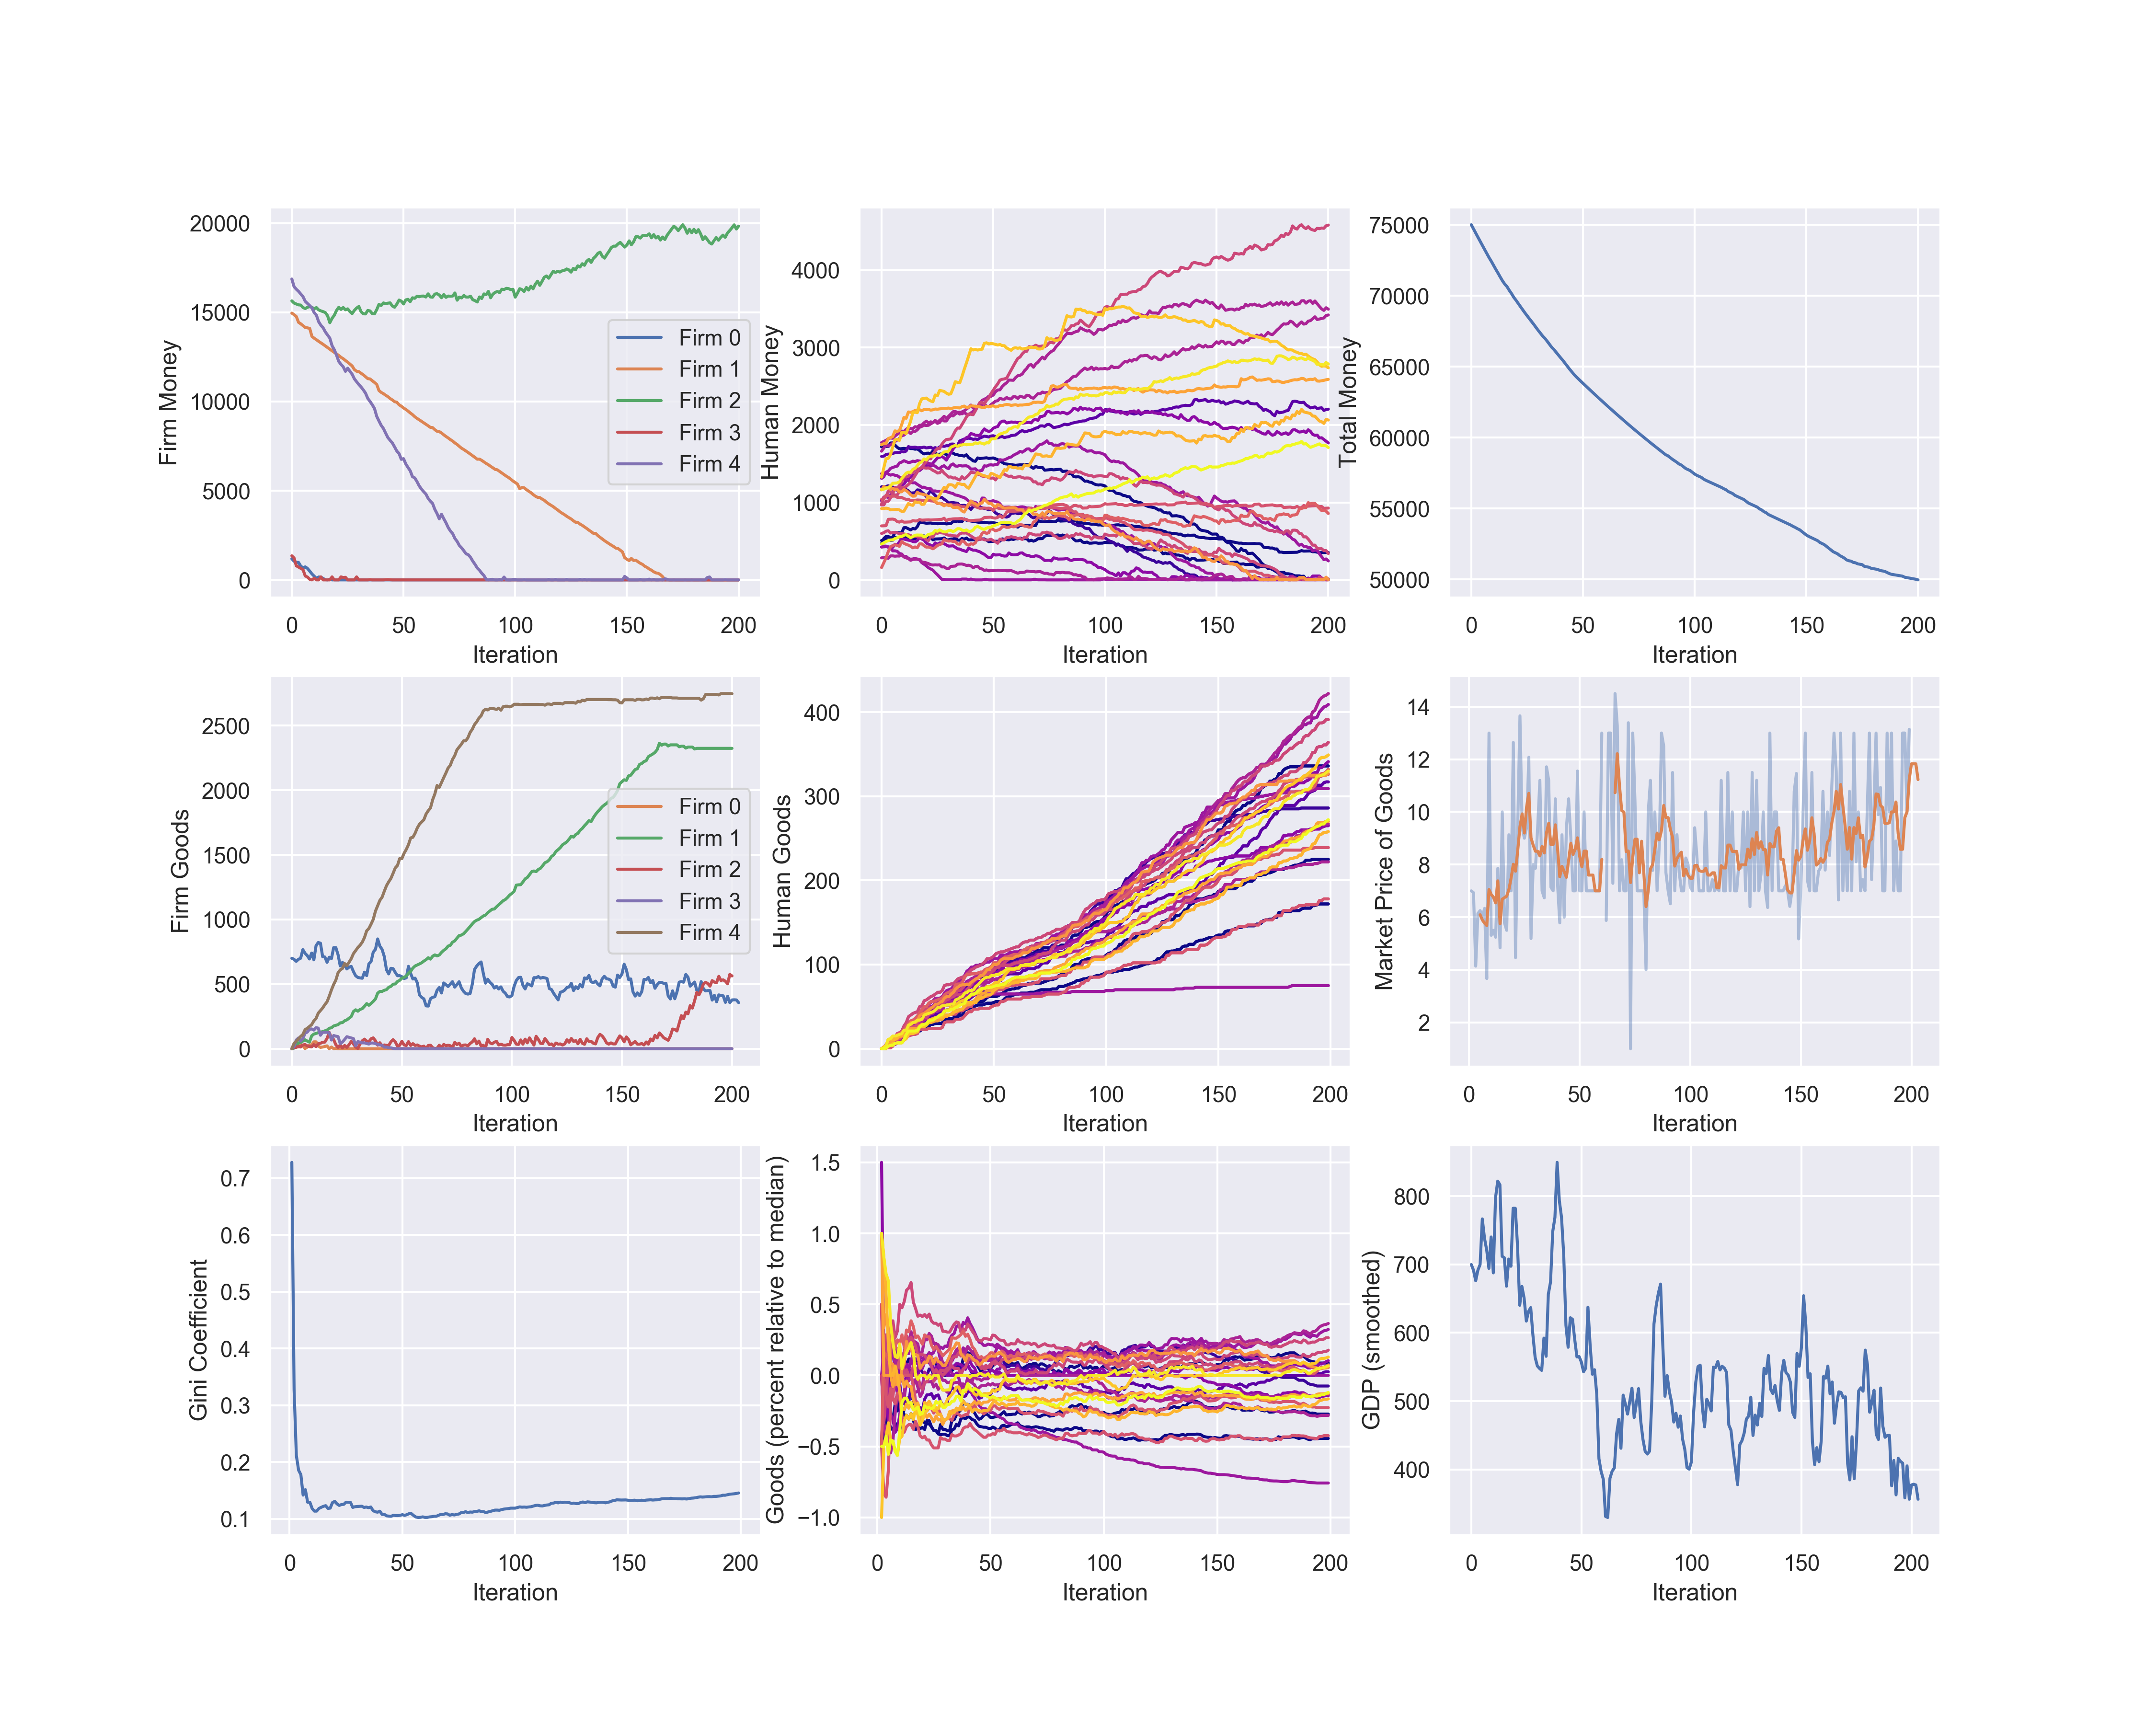 Firm Money
20000
15000
10000
5000
0
Firm 0
Firm 1
Firm 2
Firm 3
Firm 4
0 50 100 150 200
Iteration
Human Money
4000
3000
2000
1000
0
0 50 100 150 200
Iteration
Total Money
75000
70000
65000
60000
55000
50000
0 50 100 150 200
Iteration
Firm Goods
2500
2000
1500
1000
500
0
Firm 0
Firm 1
Firm 2
Firm 3
Firm 4
0 50 100 150 200
Iteration
Human Goods
400
300
200
100
0
0 50 100 150 200
Iteration
Market Price of Goods
14
12
10
8
6
4
2
0 50 100 150 200
Iteration
Gini Coefficient
0.7
0.6
0.5
0.4
0.3
0.2
0.1
0 50 100 150 200
Iteration
Goods (percent relative to median)
1.5
1.0
0.5
0.0
−0.5
−1.0
0 50 100 150 200
Iteration
GDP (smoothed)
800
700
600
500
400
0 50 100 150 200
Iteration